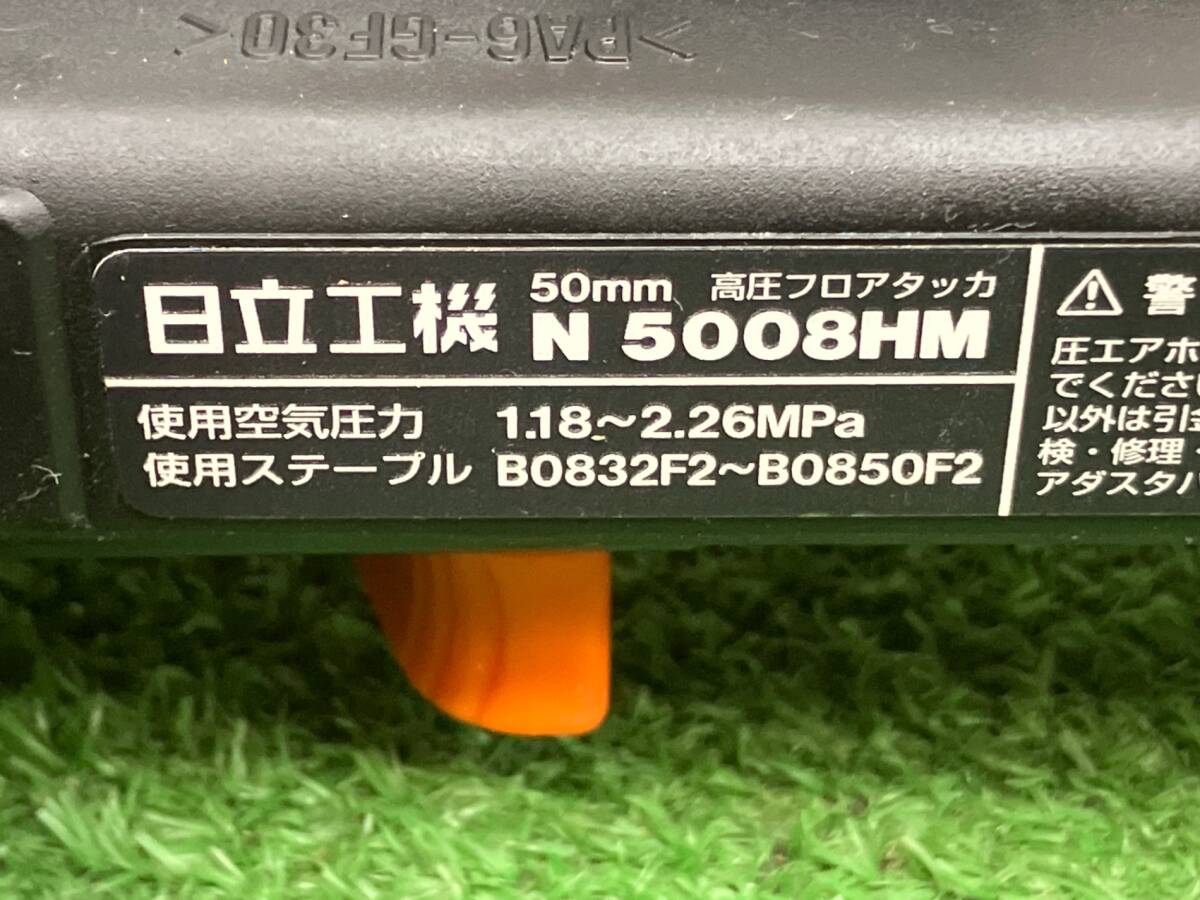 >PA6-GF30<
日立工機
50mm 高圧フロアタッカ
N 5008HM
使用空気圧力 1.18～2.26MPa
使用ステープル B0832F2～B0850F2
⚠ 警
圧エアホ
でくださ
以外は引
検・修理・
アダスタバ